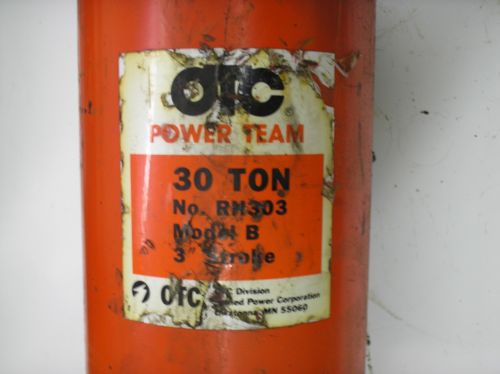 OTC
POWER TEAM
30 TON
No. RH303
Model B
3" Stroke
OTC Division
Power Corporation
MN 55060